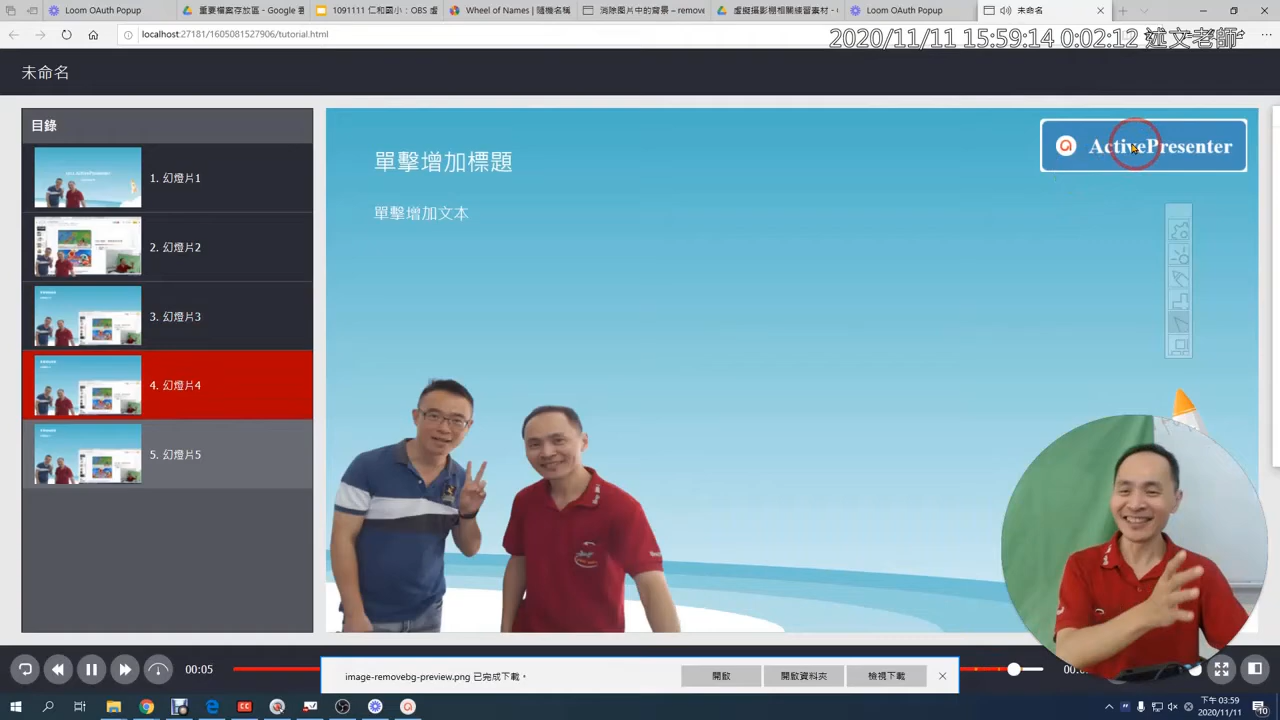 Loom OAuth Popup
重要檔案存放區 - Google 雲
1091111 仁和國小：OBS 虛
Wheel of Names | 隨機名稱
消除圖片中的背景 – remove
虛擬攝影棚相關練習素材 -
Loom OAuth Popup
未命名
localhost:27181/1605081527906/tutorial.html
2020/11/11 15:59:14 0:02:12 述文老師
未命名
目錄
1. 幻燈片1
2. 幻燈片2
3. 幻燈片3
4. 幻燈片4
5. 幻燈片5
單擊增加標題
單擊增加文本
ActivePresenter
00:05
image-removebg-preview.png 已完成下載。
開啟
開啟資料夾
檢視下載
下午 03:59
2020/11/11
10